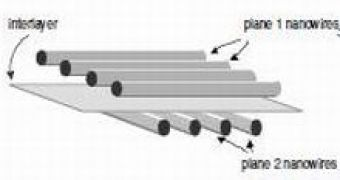 interlayer
plane 1 nanowires
plane 2 nanowires